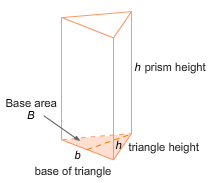 h prism height
Base area
B
h triangle height
b
base of triangle